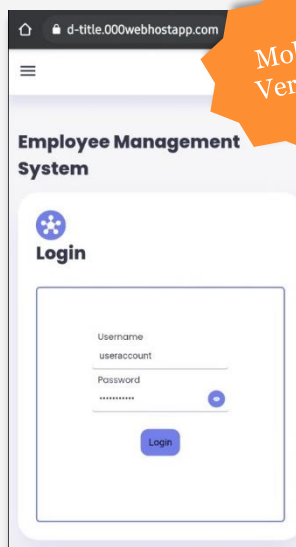 d-title.000webhostapp.com
Employee Management
System
Login
Username
useraccount
Password
•••••••••••
Login